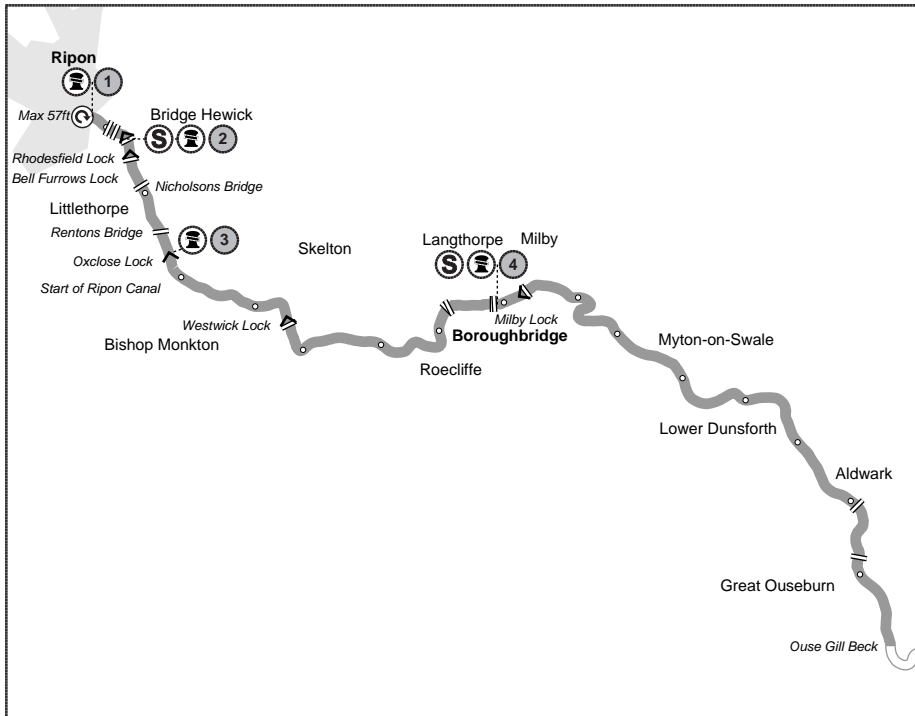 Ripon
1
Max 57ft
Bridge Hewick
S
2
Rhodesfield Lock
Bell Furrows Lock
Nicholsons Bridge
Littlethorpe
Rentons Bridge
3
Oxclose Lock
Skelton
Langthorpe
Milby
S
4
Start of Ripon Canal
Westwick Lock
Milby Lock
Bishop Monkton
Boroughbridge
Roecliffe
Myton-on-Swale
Lower Dunsforth
Aldwark
Great Ouseburn
Ouse Gill Beck